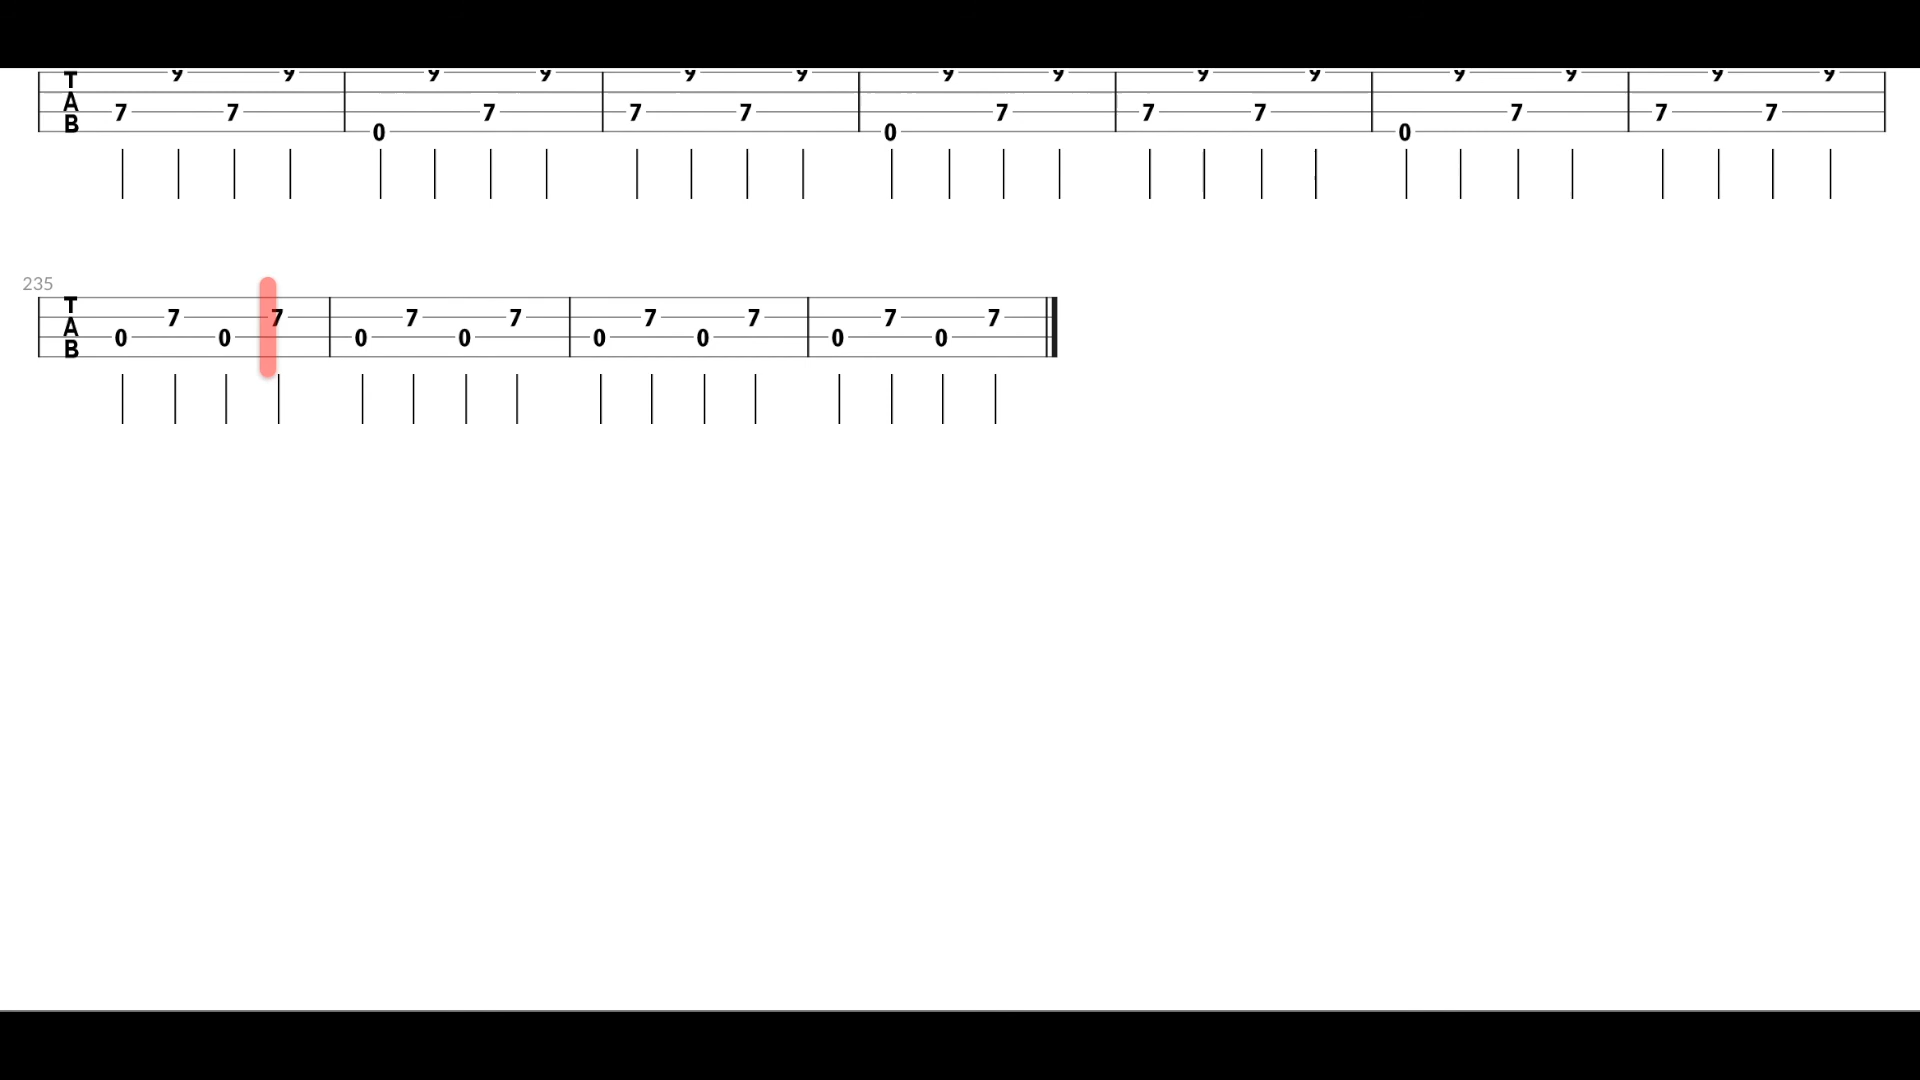 T 9 9 9 9 9 9 9 9 9 9 9 9 9 9
A 7 7 7 7 7 7 7 7 7 7 7
B 0 0 0
235
T
7 7 7 7 7 7 7 7
A 0 0 0 0 0 0 0 0
B